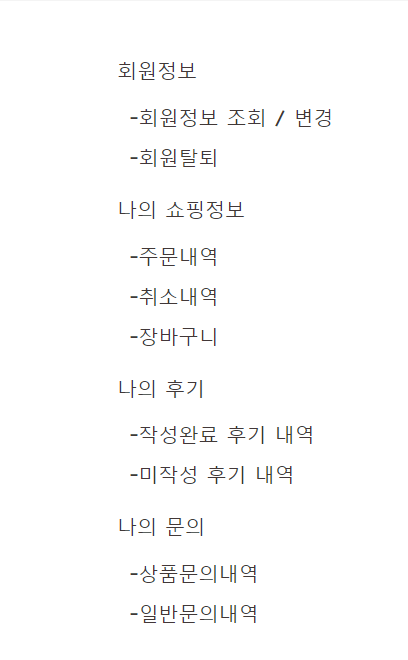 회원정보
-회원정보 조회 / 변경
-회원탈퇴
나의 쇼핑정보
-주문내역
-취소내역
-장바구니
나의 후기
-작성완료 후기 내역
-미작성 후기 내역
나의 문의
-상품문의내역
-일반문의내역